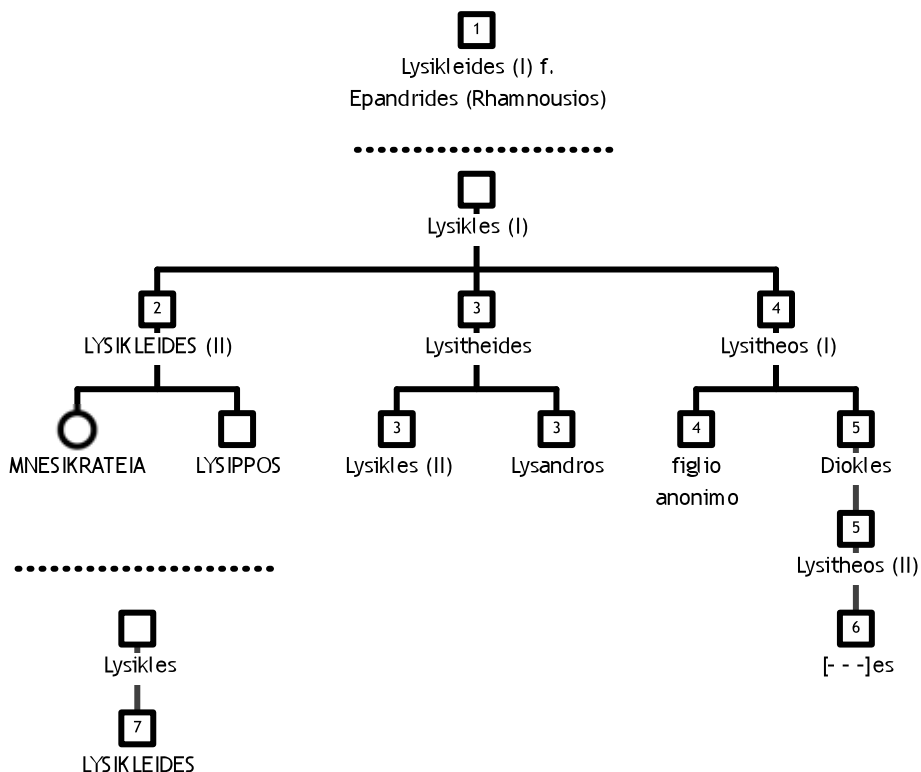 1
Lysikleides (I) f.
Epandrides (Rhamnousios)
Lysikles (I)
2 3 4
LYSIKLEIDES (II) Lysitheides Lysitheos (I)
3 3 4 5
MNESIKRATEIA LYSIPPOS Lysikles (II) Lysandros figlio Diokles
anonimo
5
Lysitheos (II)
6
Lysikles [- - -]es
7
LYSIKLEIDES